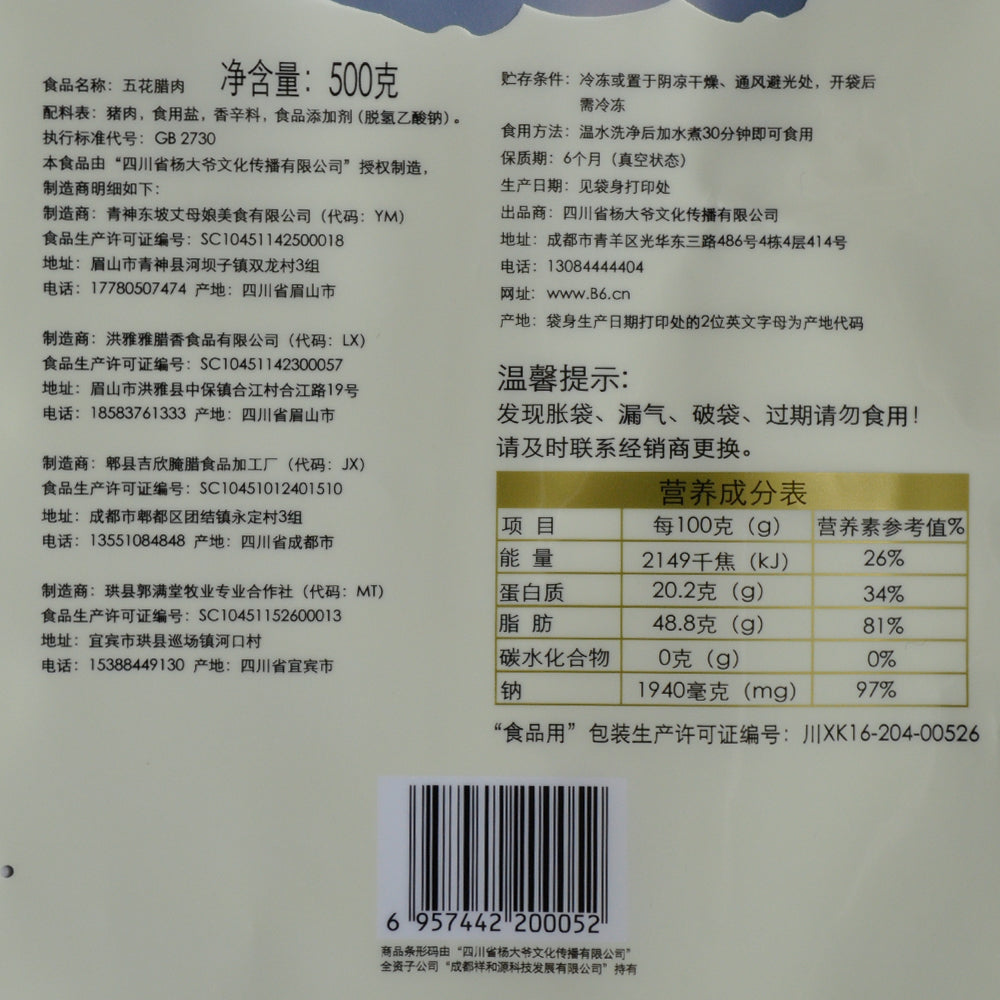 食品名称：五花腊肉 净含量：500克
配料表：猪肉，食用盐，香辛料，食品添加剂（脱氢乙酸钠）。
执行标准代号：GB 2730
本食品由“四川省杨大爷文化传播有限公司”授权制造，
制造商明细如下：
制造商：青神东坡丈母娘美食有限公司（代码：YM）
食品生产许可证编号：SC10451142500018
地址：眉山市青神县河坝子镇双龙村3组
电话：17780507474 产地：四川省眉山市
制造商：洪雅雅腊香食品有限公司（代码：LX）
食品生产许可证编号：SC10451142300057
地址：眉山市洪雅县中保镇合江村合江路19号
电话：18583761333 产地：四川省眉山市
制造商：郫县吉欣腌腊食品加工厂（代码：JX）
食品生产许可证编号：SC10451012401510
地址：成都市郫都区团结镇永定村3组
电话：13551084848 产地：四川省成都市
制造商：珙县郭满堂牧业专业合作社（代码：MT）
食品生产许可证编号：SC10451152600013
地址：宜宾市珙县巡场镇河口村
电话：15388449130 产地：四川省宜宾市
贮存条件：冷冻或置于阴凉干燥、通风避光处，开袋后
需冷冻
食用方法：温水洗净后加水煮30分钟即可食用
保质期：6个月（真空状态）
生产日期：见袋身打印处
出品商：四川省杨大爷文化传播有限公司
地址：成都市青羊区光华东三路486号4栋4层414号
电话：13084444404
网址：www.B6.cn
产地：袋身生产日期打印处的2位英文字母为产地代码
温馨提示：
发现胀袋、漏气、破袋、过期请勿食用！
请及时联系经销商更换。
营养成分表
项 目 每100克（g） 营养素参考值%
能 量 2149千焦（kJ） 26%
蛋白质 20.2克（g） 34%
脂 肪 48.8克（g） 81%
碳水化合物 0克（g） 0%
钠 1940毫克（mg） 97%
“食品用”包装生产许可证编号：川XK16-204-00526
6 957442 200052
商品条形码由“四川省杨大爷文化传播有限公司”
全资子公司“成都祥和源科技发展有限公司”持有